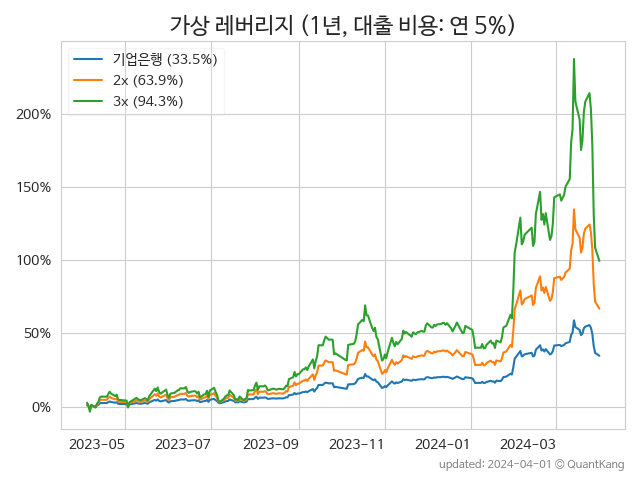 가상 레버리지 (1년, 대출 비용: 연 5%)
기업은행 (33.5%)
2x (63.9%)
3x (94.3%)
200%
150%
100%
50%
0%
2023-05 2023-07 2023-09 2023-11 2024-01 2024-03
updated: 2024-04-01 © QuantKang